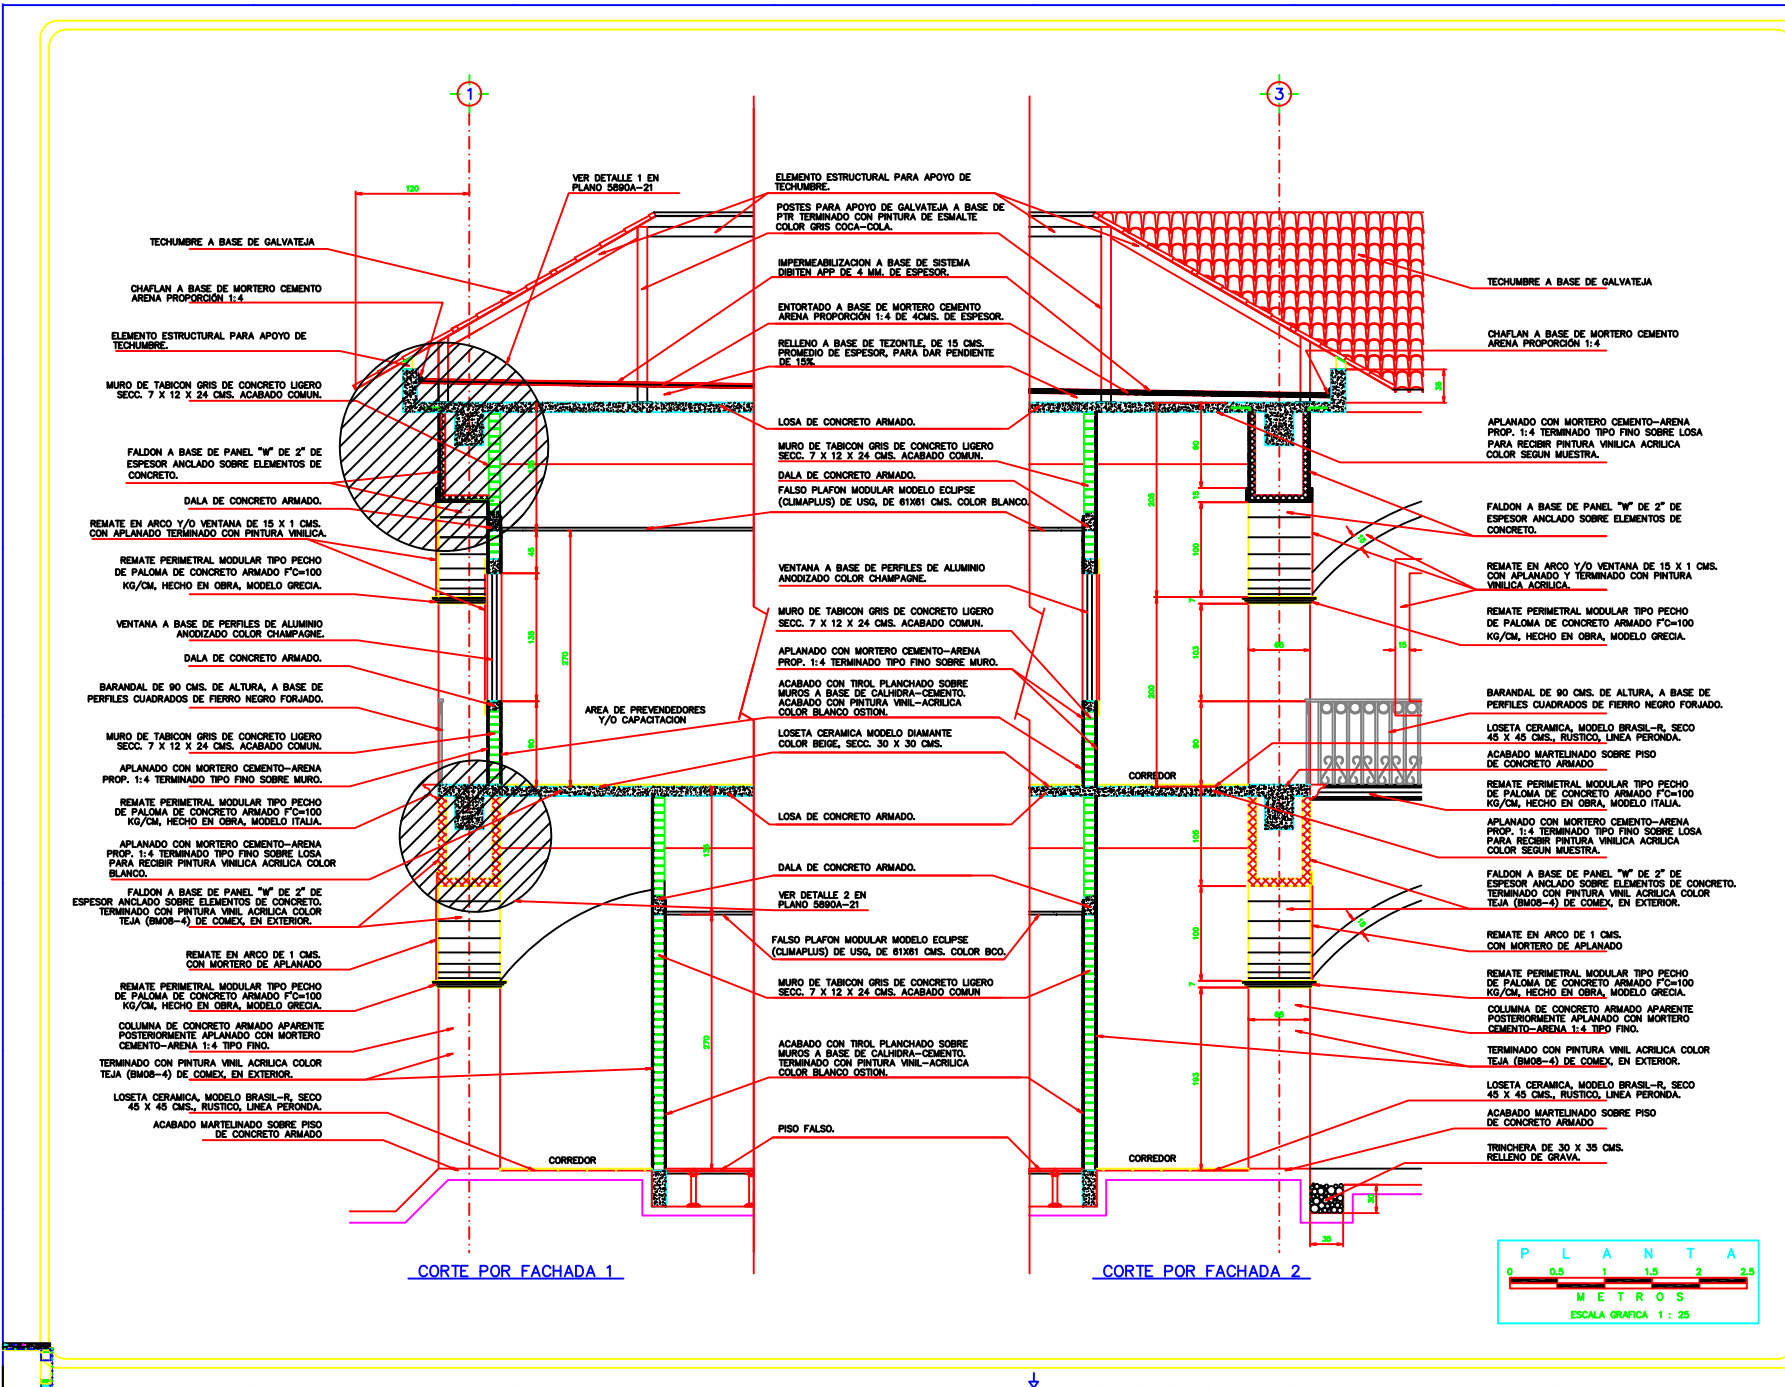 1
3
120
VER DETALLE 1 EN
PLANO 5890A-21
TECHUMBRE A BASE DE GALVATEJA
CHAFLAN A BASE DE MORTERO CEMENTO
ARENA PROPORCIÓN 1:4
ELEMENTO ESTRUCTURAL PARA APOYO DE
TECHUMBRE.
MURO DE TABICON GRIS DE CONCRETO LIGERO
SECC. 7 X 12 X 24 CMS. ACABADO COMUN.
FALDON A BASE DE PANEL "W" DE 2" DE
ESPESOR ANCLADO SOBRE ELEMENTOS DE
CONCRETO.
DALA DE CONCRETO ARMADO.
REMATE EN ARCO Y/O VENTANA DE 15 X 1 CMS.
CON APLANADO TERMINADO CON PINTURA VINILICA.
REMATE PERIMETRAL MODULAR TIPO PECHO
DE PALOMA DE CONCRETO ARMADO F'C=100
KG/CM, HECHO EN OBRA, MODELO GRECIA.
VENTANA A BASE DE PERFILES DE ALUMINIO
ANODIZADO COLOR CHAMPAGNE.
DALA DE CONCRETO ARMADO.
BARANDAL DE 90 CMS. DE ALTURA, A BASE DE
PERFILES CUADRADOS DE FIERRO NEGRO FORJADO.
MURO DE TABICON GRIS DE CONCRETO LIGERO
SECC. 7 X 12 X 24 CMS. ACABADO COMUN.
APLANADO CON MORTERO CEMENTO-ARENA
PROP. 1:4 TERMINADO TIPO FINO SOBRE MURO.
REMATE PERIMETRAL MODULAR TIPO PECHO
DE PALOMA DE CONCRETO ARMADO F'C=100
KG/CM, HECHO EN OBRA, MODELO ITALIA.
APLANADO CON MORTERO CEMENTO-ARENA
PROP. 1:4 TERMINADO TIPO FINO SOBRE LOSA
PARA RECIBIR PINTURA VINILICA ACRILICA COLOR
BLANCO.
FALDON A BASE DE PANEL "W" DE 2" DE
ESPESOR ANCLADO SOBRE ELEMENTOS DE CONCRETO.
TERMINADO CON PINTURA VINIL ACRILICA COLOR
TEJA (BM08-4) DE COMEX, EN EXTERIOR.
REMATE EN ARCO DE 1 CMS.
CON MORTERO DE APLANADO
REMATE PERIMETRAL MODULAR TIPO PECHO
DE PALOMA DE CONCRETO ARMADO F'C=100
KG/CM, HECHO EN OBRA, MODELO GRECIA.
COLUMNA DE CONCRETO ARMADO APARENTE
POSTERIORMENTE APLANADO CON MORTERO
CEMENTO-ARENA 1:4 TIPO FINO.
TERMINADO CON PINTURA VINIL ACRILICA COLOR
TEJA (BM08-4) DE COMEX, EN EXTERIOR.
LOSETA CERAMICA, MODELO BRASIL-R, SECO
45 X 45 CMS., RUSTICO, LINEA PERONDA.
ACABADO MARTELINADO SOBRE PISO
DE CONCRETO ARMADO
45
135
90
270
AREA DE PREVENDEDORES
Y/O CAPACITACION
135
270
CORREDOR
ELEMENTO ESTRUCTURAL PARA APOYO DE
TECHUMBRE.
POSTES PARA APOYO DE GALVATEJA A BASE DE
PTR TERMINADO CON PINTURA DE ESMALTE
COLOR GRIS COCA-COLA.
IMPERMEABILIZACION A BASE DE SISTEMA
DIBITEN APP DE 4 MM. DE ESPESOR.
ENTORTADO A BASE DE MORTERO CEMENTO
ARENA PROPORCIÓN 1:4 DE 4CMS. DE ESPESOR.
RELLENO A BASE DE TEZONTLE, DE 15 CMS.
PROMEDIO DE ESPESOR, PARA DAR PENDIENTE
DE 15%.
LOSA DE CONCRETO ARMADO.
MURO DE TABICON GRIS DE CONCRETO LIGERO
SECC. 7 X 12 X 24 CMS. ACABADO COMUN.
DALA DE CONCRETO ARMADO.
FALSO PLAFON MODULAR MODELO ECLIPSE
(CLIMAPLUS) DE USG, DE 61X61 CMS. COLOR BLANCO.
VENTANA A BASE DE PERFILES DE ALUMINIO
ANODIZADO COLOR CHAMPAGNE.
MURO DE TABICON GRIS DE CONCRETO LIGERO
SECC. 7 X 12 X 24 CMS. ACABADO COMUN.
APLANADO CON MORTERO CEMENTO-ARENA
PROP. 1:4 TERMINADO TIPO FINO SOBRE MURO.
ACABADO CON TIROL PLANCHADO SOBRE
MUROS A BASE DE CALHIDRA-CEMENTO.
ACABADO CON PINTURA VINIL-ACRILICA
COLOR BLANCO OSTION.
LOSETA CERAMICA MODELO DIAMANTE
COLOR BEIGE, SECC. 30 X 30 CMS.
LOSA DE CONCRETO ARMADO.
DALA DE CONCRETO ARMADO.
VER DETALLE 2 EN
PLANO 5890A-21
FALSO PLAFON MODULAR MODELO ECLIPSE
(CLIMAPLUS) DE USG, DE 61X61 CMS. COLOR BCO.
MURO DE TABICON GRIS DE CONCRETO LIGERO
SECC. 7 X 12 X 24 CMS. ACABADO COMUN
ACABADO CON TIROL PLANCHADO SOBRE
MUROS A BASE DE CALHIDRA-CEMENTO.
TERMINADO CON PINTURA VINIL-ACRILICA
COLOR BLANCO OSTION.
PISO FALSO.
90
15
205
100
7
65
103
200
90
CORREDOR
105
100
7
65
193
CORREDOR
35
15
15
15
30
35
TECHUMBRE A BASE DE GALVATEJA
CHAFLAN A BASE DE MORTERO CEMENTO
ARENA PROPORCIÓN 1:4
APLANADO CON MORTERO CEMENTO-ARENA
PROP. 1:4 TERMINADO TIPO FINO SOBRE LOSA
PARA RECIBIR PINTURA VINILICA ACRILICA
COLOR SEGUN MUESTRA.
FALDON A BASE DE PANEL "W" DE 2" DE
ESPESOR ANCLADO SOBRE ELEMENTOS DE
CONCRETO.
REMATE EN ARCO Y/O VENTANA DE 15 X 1 CMS.
CON APLANADO Y TERMINADO CON PINTURA
VINILICA ACRILICA.
REMATE PERIMETRAL MODULAR TIPO PECHO
DE PALOMA DE CONCRETO ARMADO F'C=100
KG/CM, HECHO EN OBRA, MODELO GRECIA.
BARANDAL DE 90 CMS. DE ALTURA, A BASE DE
PERFILES CUADRADOS DE FIERRO NEGRO FORJADO.
LOSETA CERAMICA, MODELO BRASIL-R, SECO
45 X 45 CMS., RUSTICO, LINEA PERONDA.
ACABADO MARTELINADO SOBRE PISO
DE CONCRETO ARMADO
REMATE PERIMETRAL MODULAR TIPO PECHO
DE PALOMA DE CONCRETO ARMADO F'C=100
KG/CM, HECHO EN OBRA, MODELO ITALIA.
APLANADO CON MORTERO CEMENTO-ARENA
PROP. 1:4 TERMINADO TIPO FINO SOBRE LOSA
PARA RECIBIR PINTURA VINILICA ACRILICA
COLOR SEGUN MUESTRA.
FALDON A BASE DE PANEL "W" DE 2" DE
ESPESOR ANCLADO SOBRE ELEMENTOS DE CONCRETO.
TERMINADO CON PINTURA VINIL ACRILICA COLOR
TEJA (BM08-4) DE COMEX, EN EXTERIOR.
REMATE EN ARCO DE 1 CMS.
CON MORTERO DE APLANADO
REMATE PERIMETRAL MODULAR TIPO PECHO
DE PALOMA DE CONCRETO ARMADO F'C=100
KG/CM, HECHO EN OBRA, MODELO GRECIA.
COLUMNA DE CONCRETO ARMADO APARENTE
POSTERIORMENTE APLANADO CON MORTERO
CEMENTO-ARENA 1:4 TIPO FINO.
TERMINADO CON PINTURA VINIL ACRILICA COLOR
TEJA (BM08-4) DE COMEX, EN EXTERIOR.
LOSETA CERAMICA, MODELO BRASIL-R, SECO
45 X 45 CMS., RUSTICO, LINEA PERONDA.
ACABADO MARTELINADO SOBRE PISO
DE CONCRETO ARMADO
TRINCHERA DE 30 X 35 CMS.
RELLENO DE GRAVA.
CORTE POR FACHADA 1
CORTE POR FACHADA 2
PLANTA
0 0.5 1 1.5 2 2.5
METROS
ESCALA GRAFICA 1 : 25